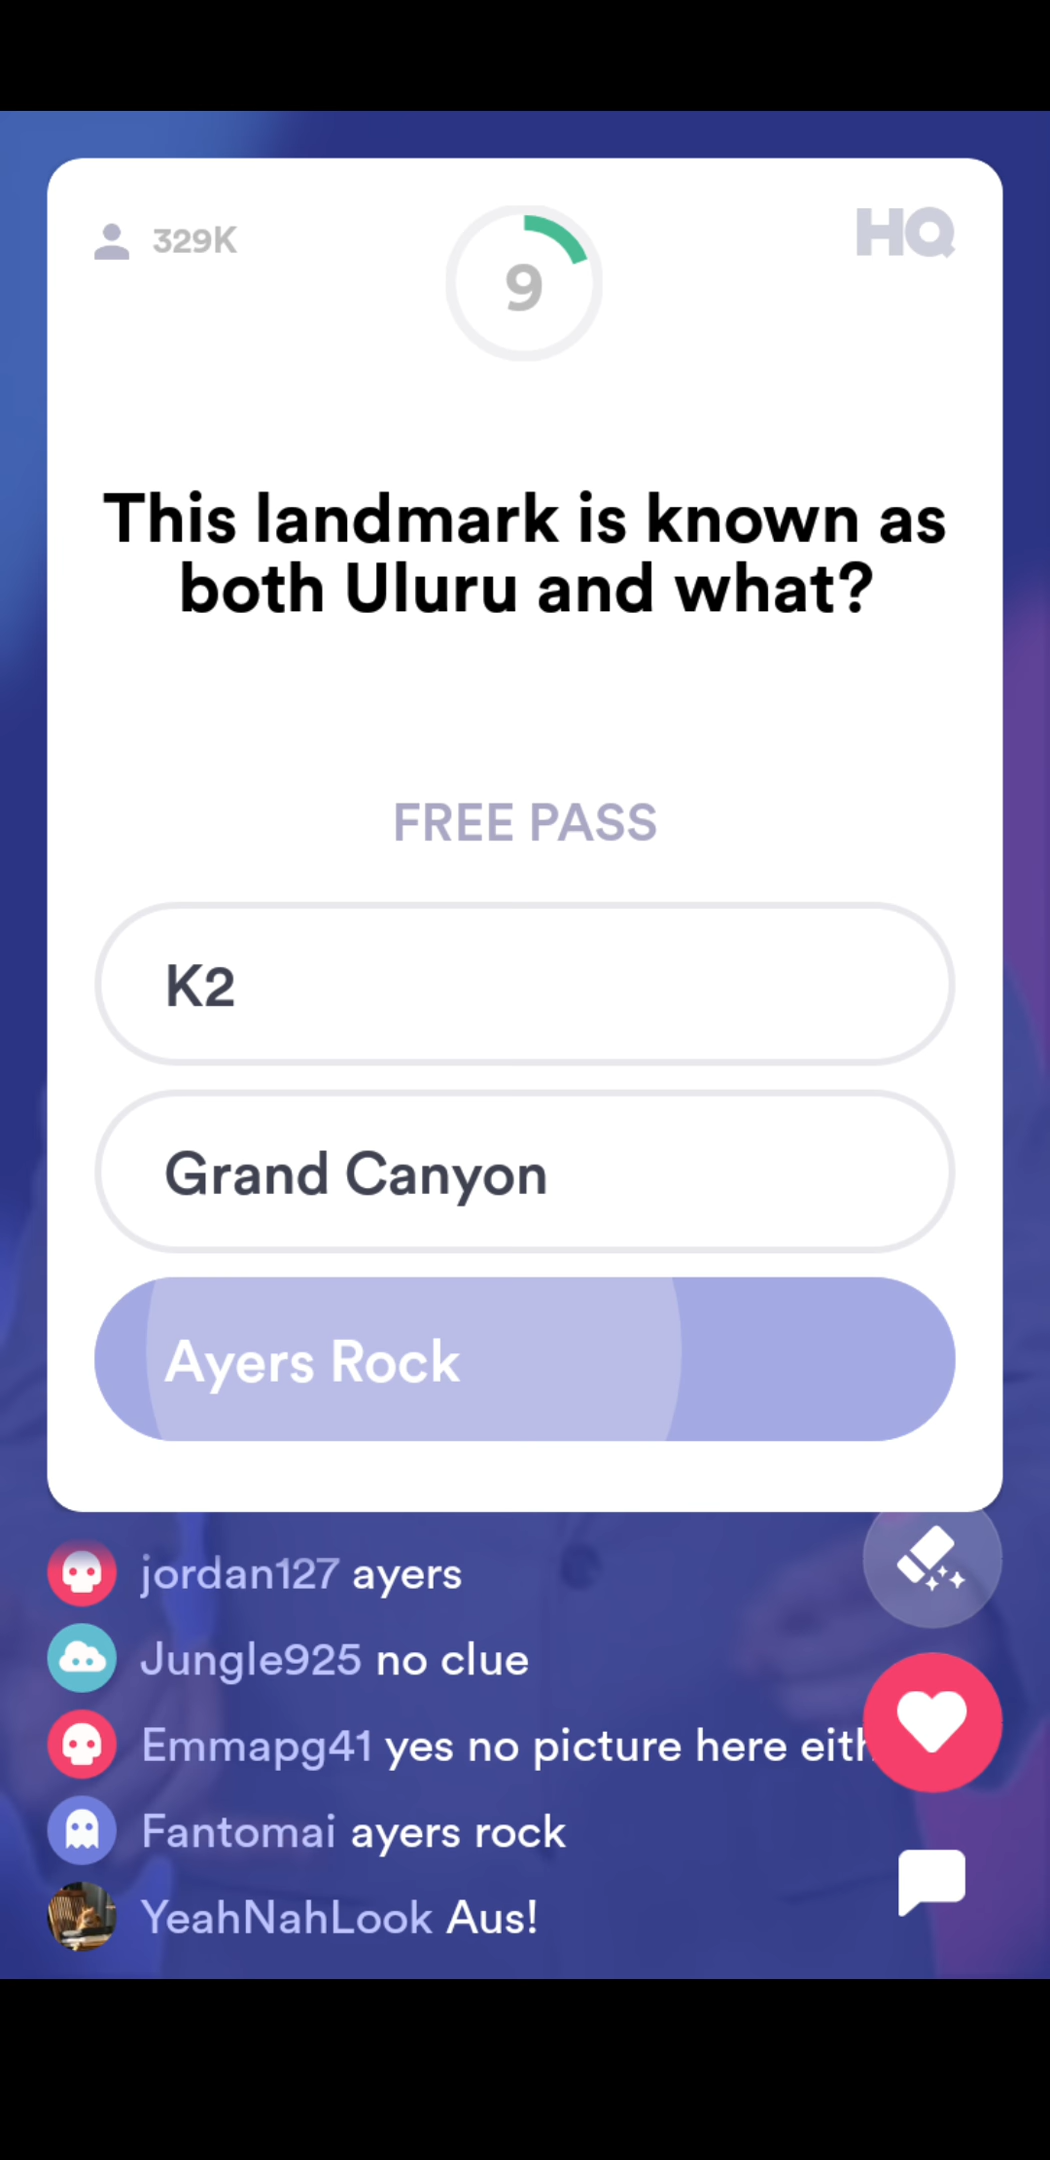 329K
9
HQ
This landmark is known as
both Uluru and what?
FREE PASS
K2
Grand Canyon
Ayers Rock
jordan127 ayers
Jungle925 no clue
Emmapg41 yes no picture here eith
Fantomai ayers rock
YeahNahLook Aus!